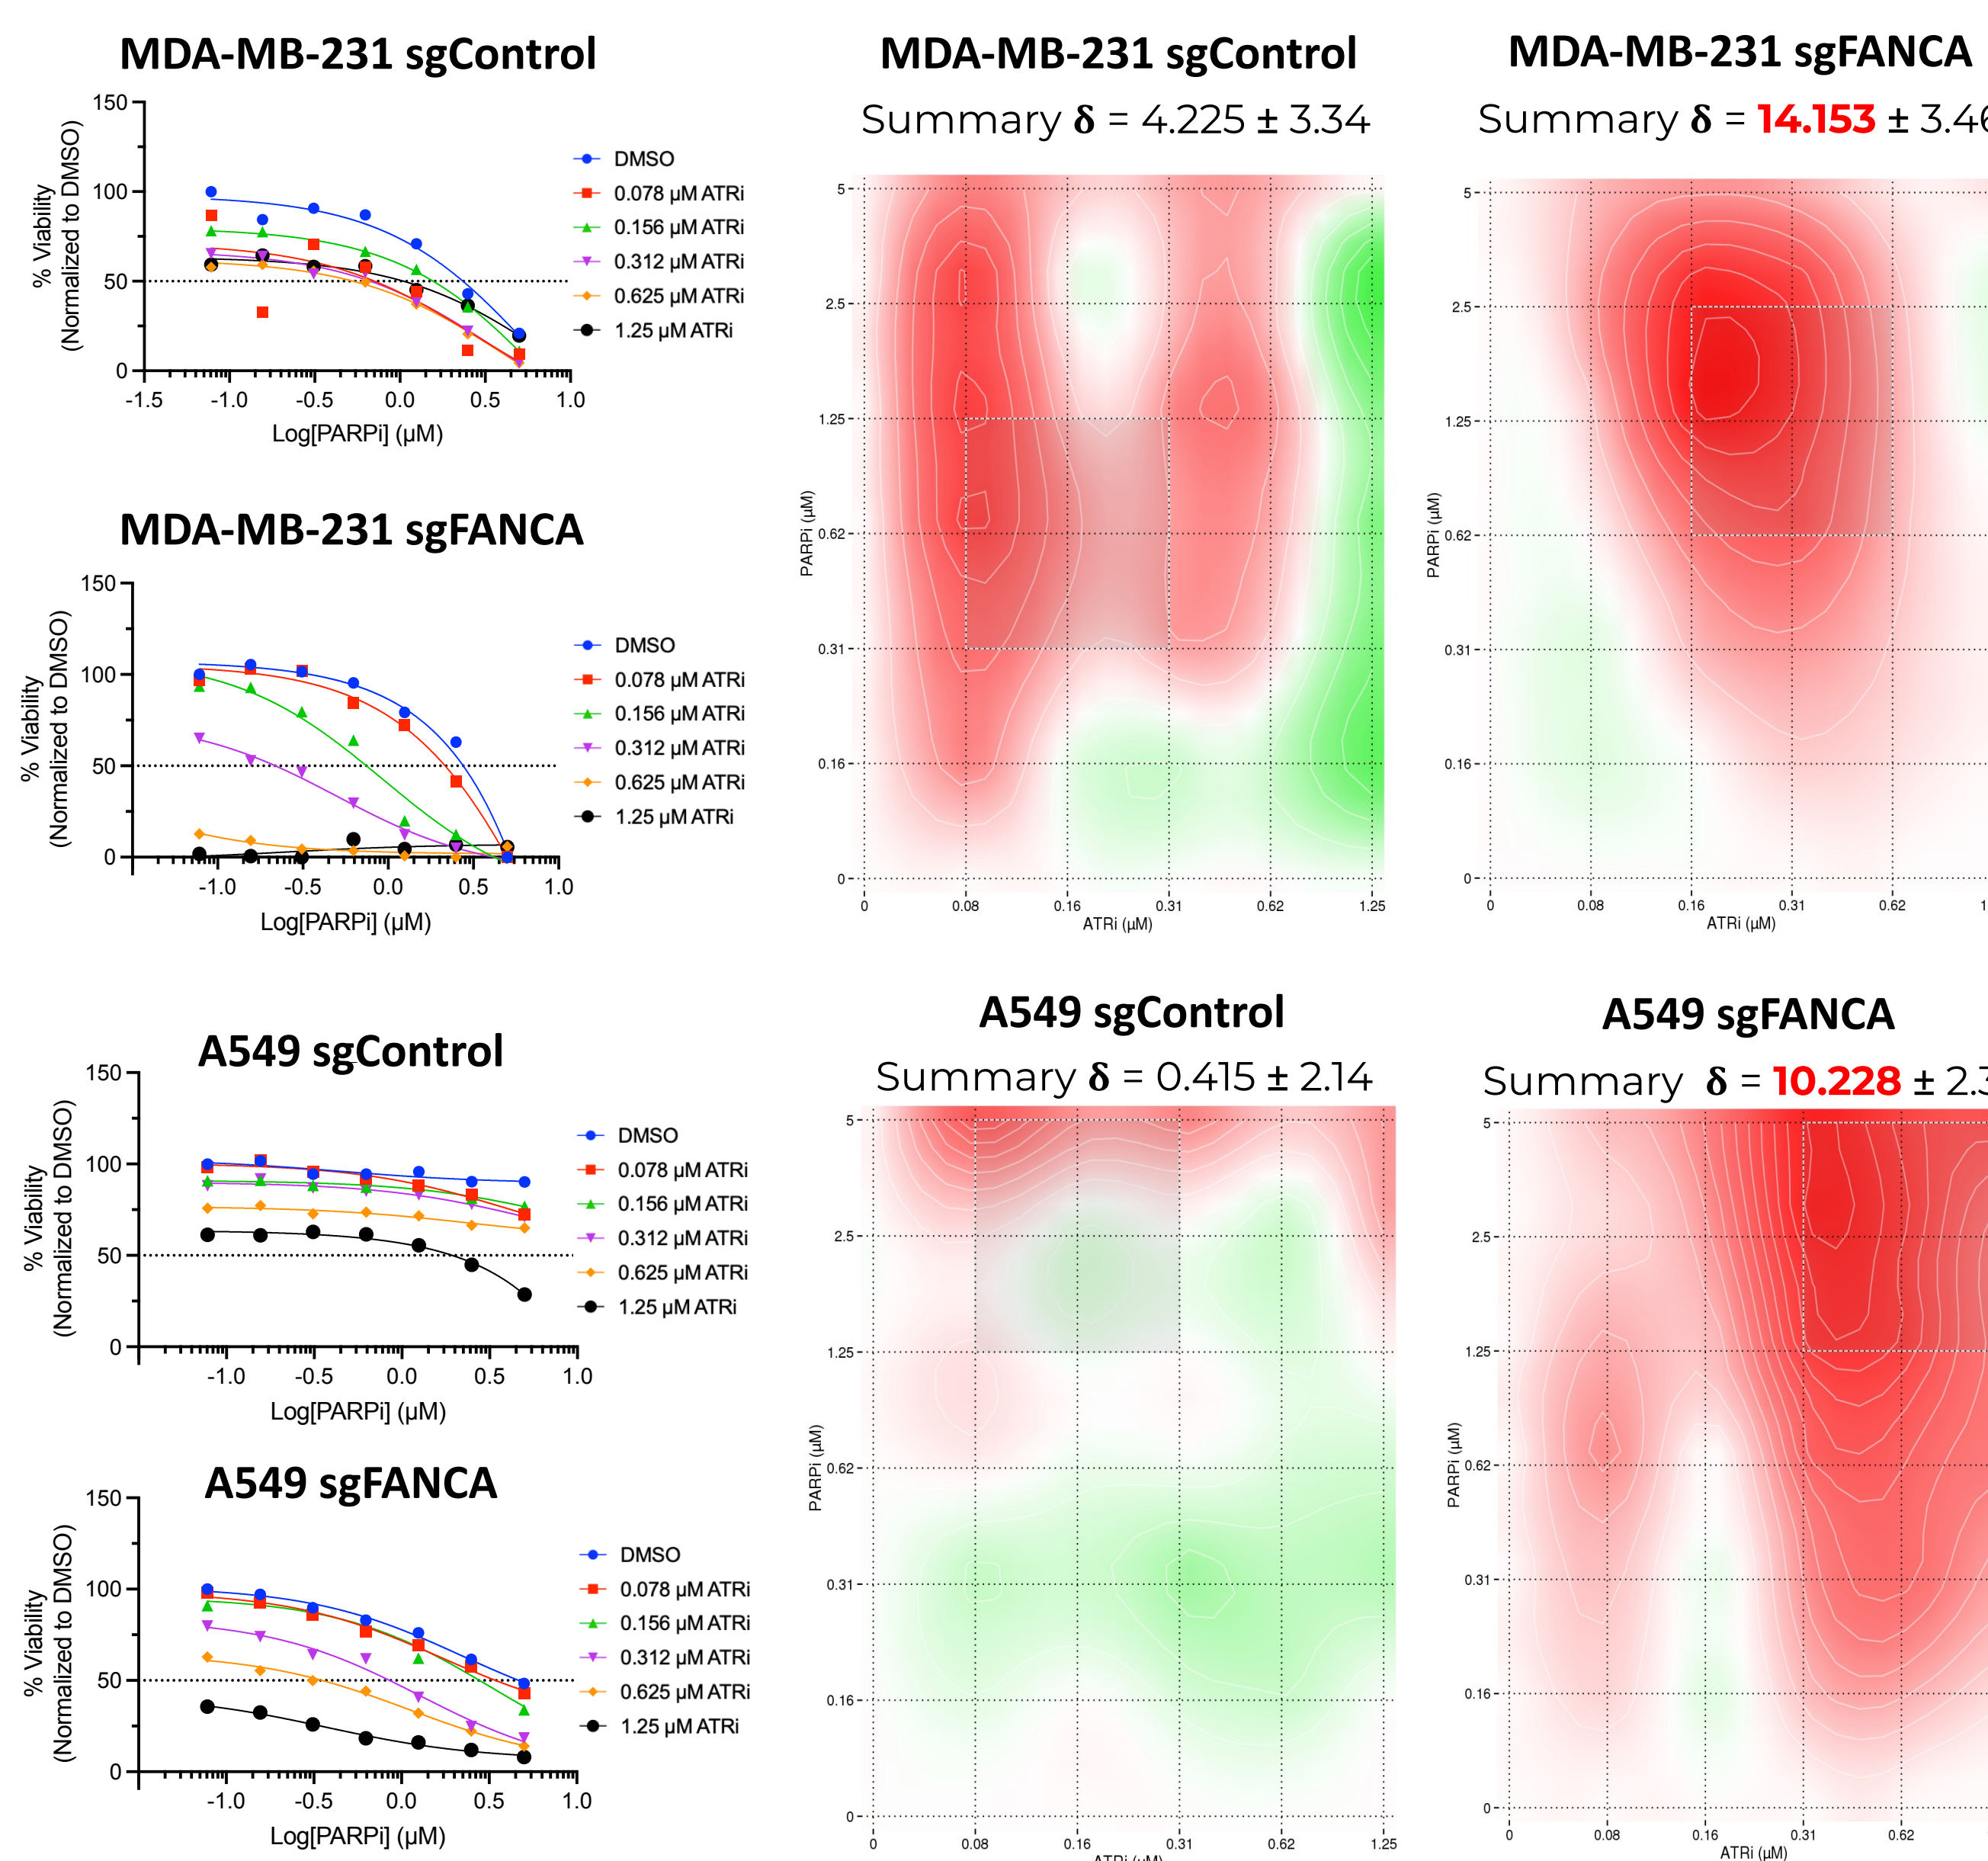 MDA-MB-231 sgControl
150
100
50
0
% Viability
(Normalized to DMSO)
-1.5 -1.0 -0.5 0.0 0.5 1.0
Log[PARPi] (µM)
DMSO
0.078 µM ATRi
0.156 µM ATRi
0.312 µM ATRi
0.625 µM ATRi
1.25 µM ATRi
MDA-MB-231 sgControl
Summary δ = 4.225 ± 3.34
5
2.5
1.25
0.62
0.31
0.16
0
PARPi (µM)
0 0.08 0.16 0.31 0.62 1.25
ATRi (µM)
MDA-MB-231 sgFANCA
Summary δ = 14.153 ± 3.46
5
2.5
1.25
0.62
0.31
0.16
0
PARPi (µM)
0 0.08 0.16 0.31 0.62 1
ATRi (µM)
MDA-MB-231 sgFANCA
150
100
50
0
% Viability
(Normalized to DMSO)
-1.0 -0.5 0.0 0.5 1.0
Log[PARPi] (µM)
DMSO
0.078 µM ATRi
0.156 µM ATRi
0.312 µM ATRi
0.625 µM ATRi
1.25 µM ATRi
A549 sgControl
150
100
50
0
% Viability
(Normalized to DMSO)
-1.0 -0.5 0.0 0.5 1.0
Log[PARPi] (µM)
DMSO
0.078 µM ATRi
0.156 µM ATRi
0.312 µM ATRi
0.625 µM ATRi
1.25 µM ATRi
A549 sgControl
Summary δ = 0.415 ± 2.14
5
2.5
1.25
0.62
0.31
0.16
0
PARPi (µM)
0 0.08 0.16 0.31 0.62 1.25
ATRi (µM)
A549 sgFANCA
Summary δ = 10.228 ± 2.3
5
2.5
1.25
0.62
0.31
0.16
0
PARPi (µM)
0 0.08 0.16 0.31 0.62
ATRi (µM)
A549 sgFANCA
150
100
50
0
% Viability
(Normalized to DMSO)
-1.0 -0.5 0.0 0.5 1.0
Log[PARPi] (µM)
DMSO
0.078 µM ATRi
0.156 µM ATRi
0.312 µM ATRi
0.625 µM ATRi
1.25 µM ATRi